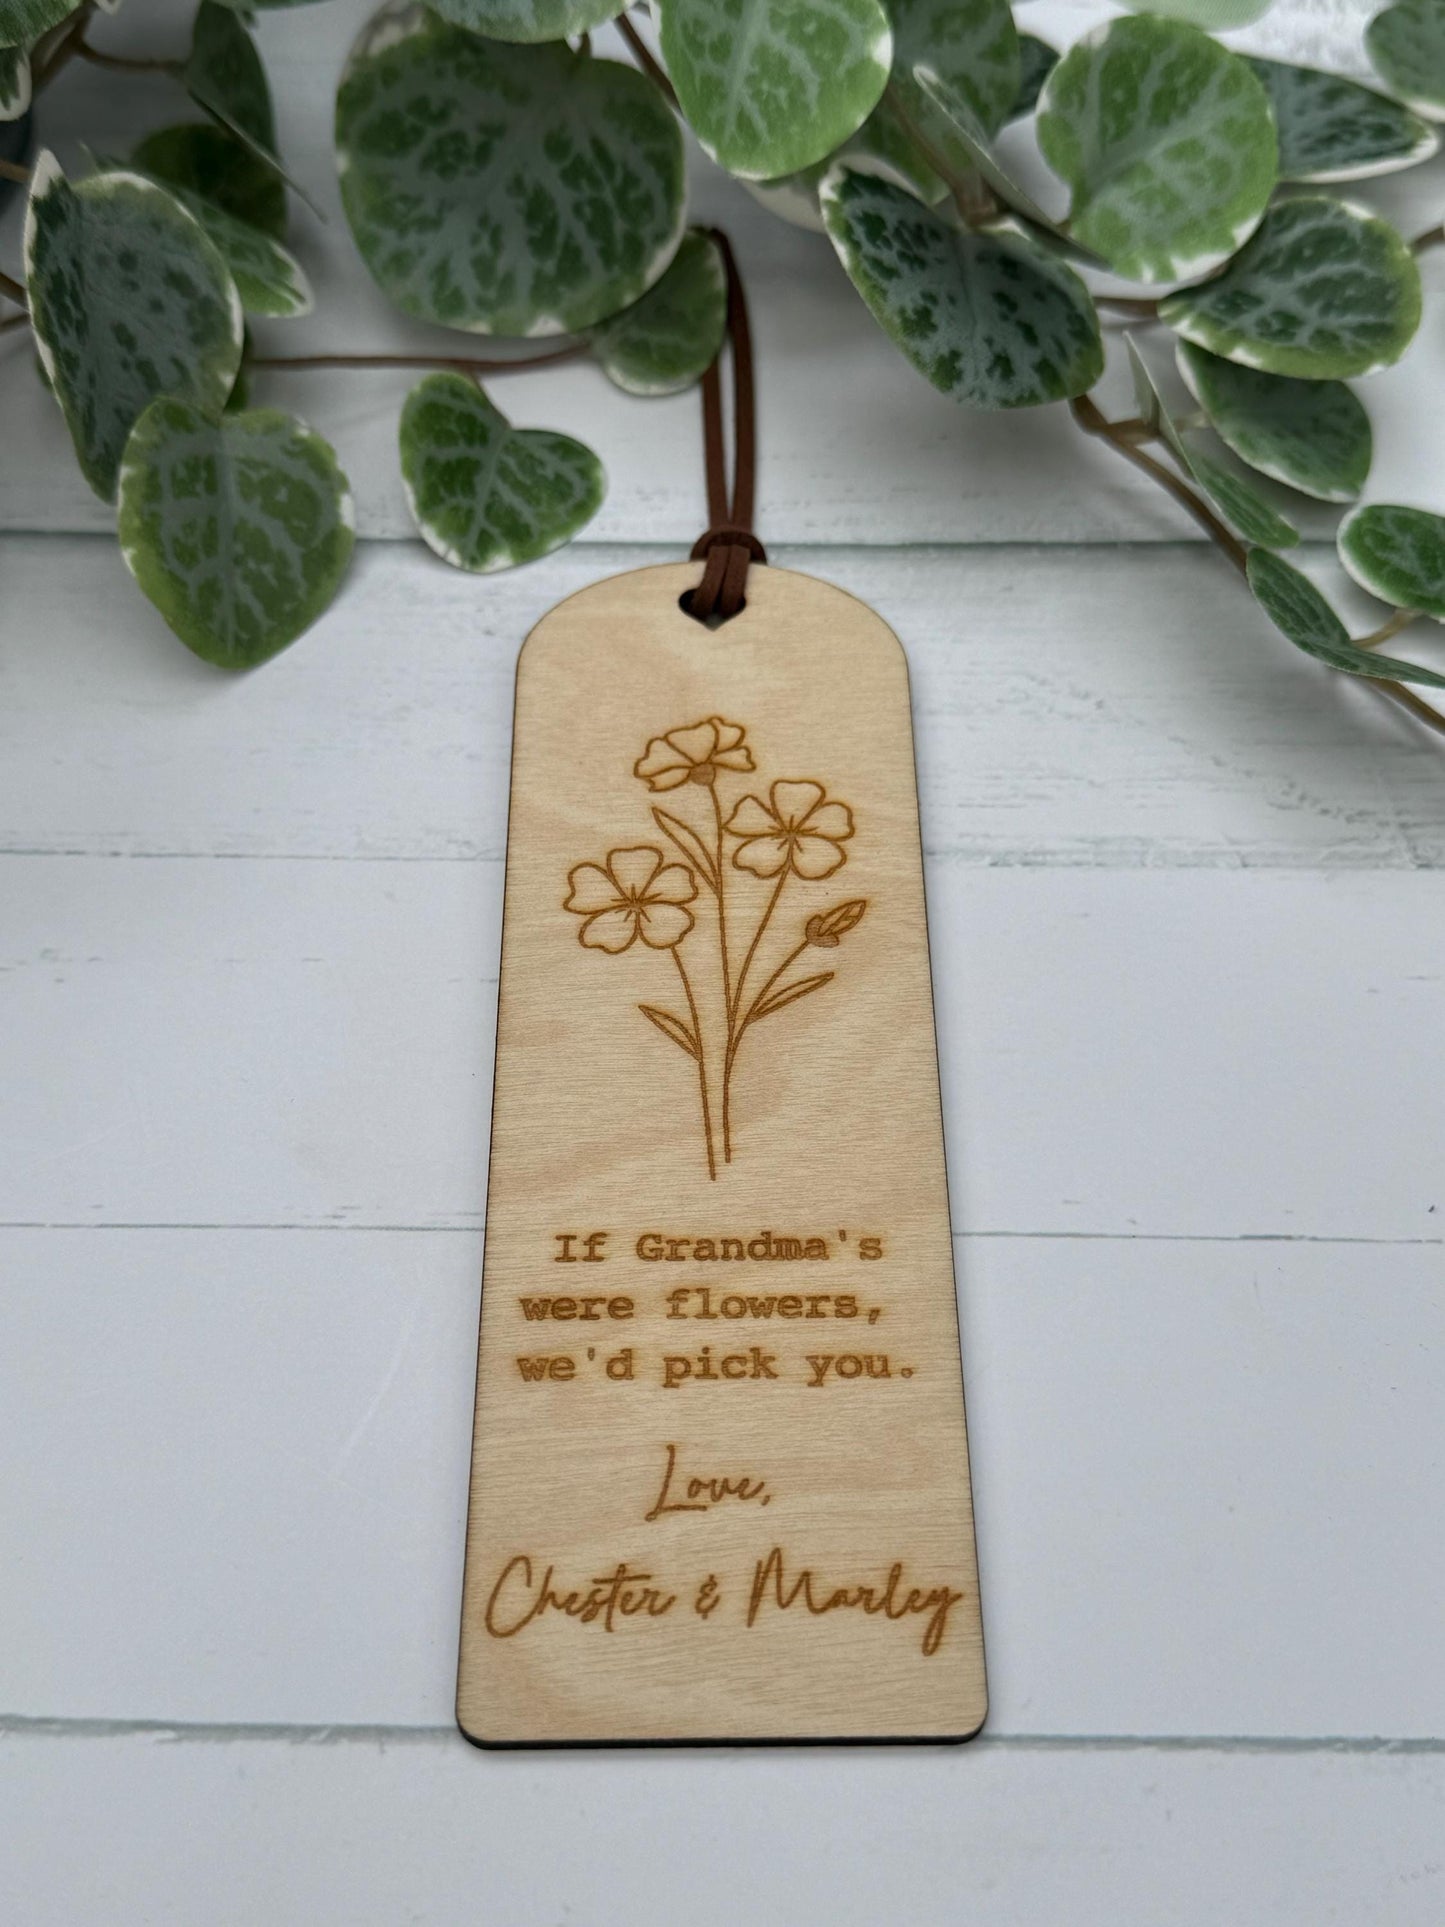 If Grandma's
were flowers,
we'd pick you.
Love,
Chester & Marley